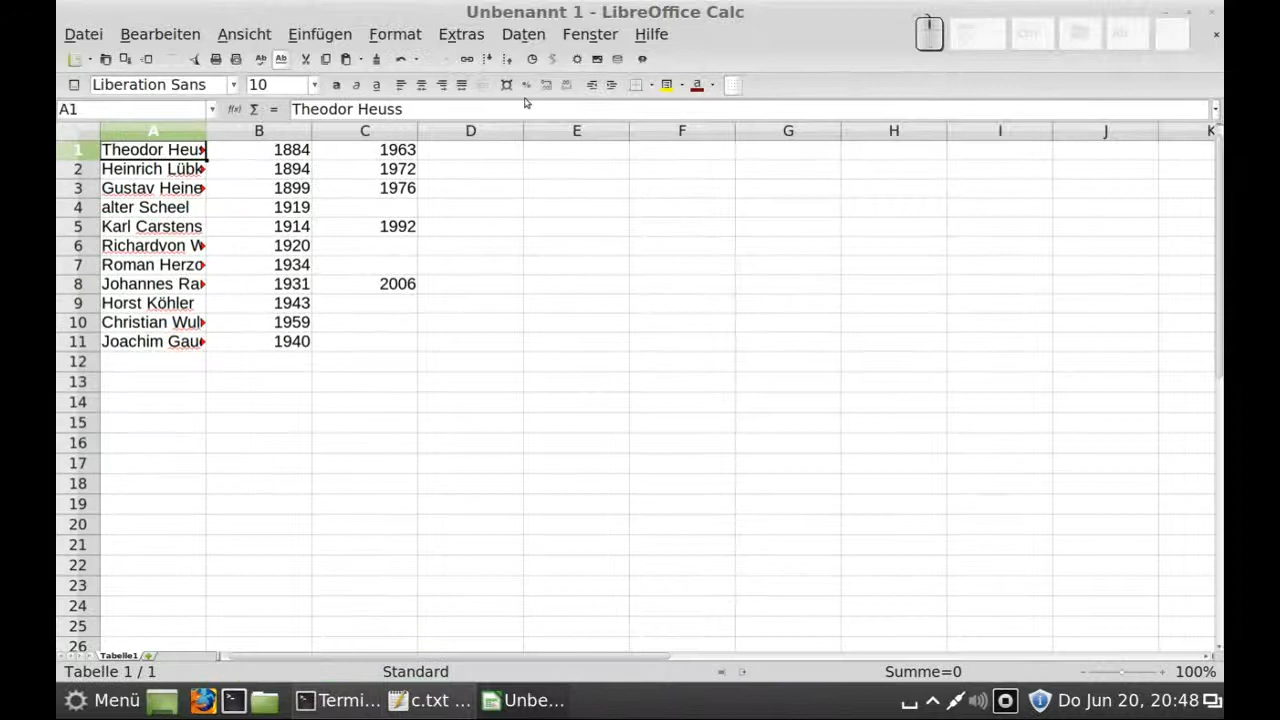 Unbenannt 1 - LibreOffice Calc
Datei Bearbeiten Ansicht Einfügen Format Extras Daten Fenster Hilfe
Liberation Sans 10
A1 f(x) Σ = Theodor Heuss
A B C D E F G H I J K
1 Theodor Heus 1884 1963
2 Heinrich Lübk 1894 1972
3 Gustav Heine 1899 1976
4 alter Scheel 1919
5 Karl Carstens 1914 1992
6 Richardvon W 1920
7 Roman Herzo 1934
8 Johannes Ra 1931 2006
9 Horst Köhler 1943
10 Christian Wul 1959
11 Joachim Gau 1940
12
13
14
15
16
17
18
19
20
21
22
23
24
25
26
Tabelle1
Tabelle 1 / 1 Standard Summe=0 100%
Menü Termi... c.txt ... Unbe... Do Jun 20, 20:48